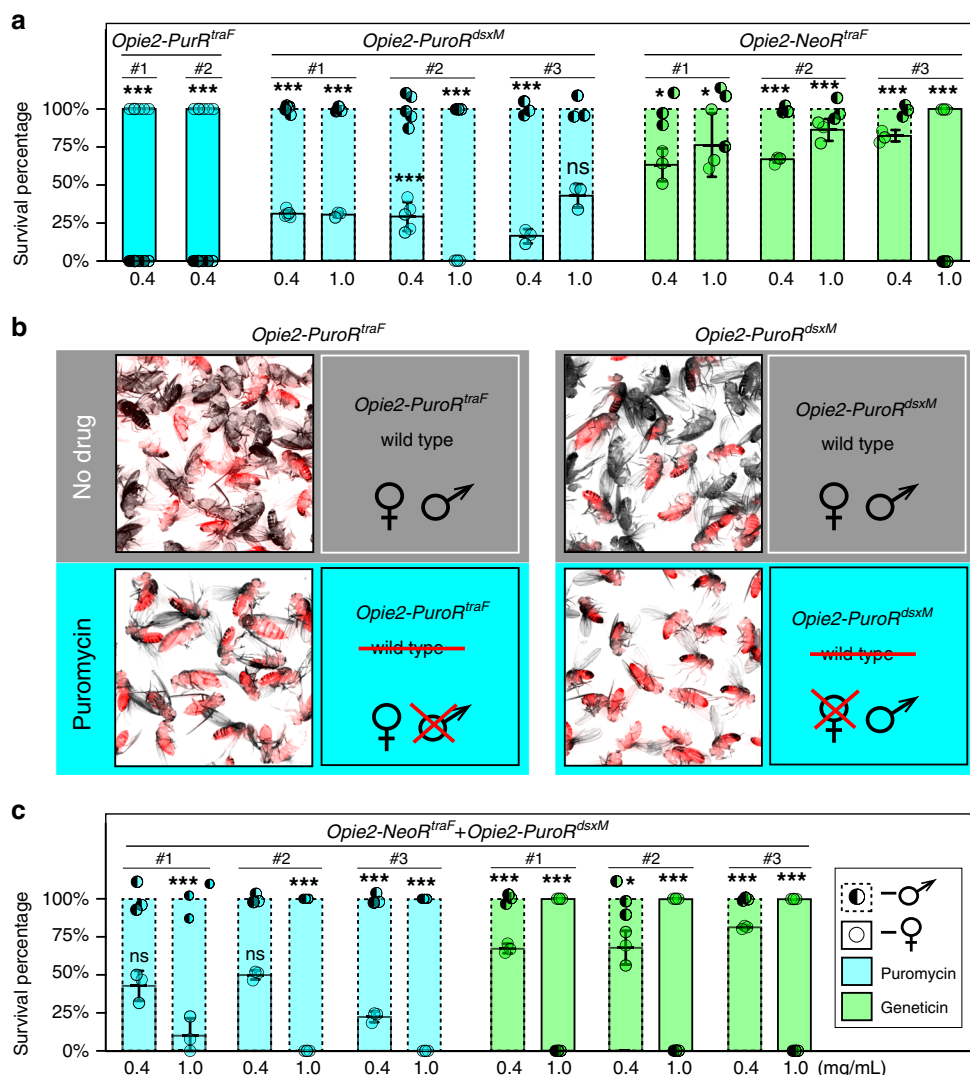 a
Opie2-PurR^traF Opie2-PuroR^dsxM Opie2-NeoR^traF
#1 #2 #1 #2 #3 #1 #2 #3
*** *** *** *** *** *** *** ns * * *** *** *** ***
***
Survival percentage
100%
75%
50%
25%
0%
0.4 0.4 0.4 1.0 0.4 1.0 0.4 1.0 0.4 1.0 0.4 1.0 0.4 1.0
b
Opie2-PuroR^traF Opie2-PuroR^dsxM
No drug
Opie2-PuroR^traF
wild type
♀ ♂
Opie2-PuroR^dsxM
wild type
♀ ♂
Puromycin
Opie2-PuroR^traF
wild type
♀ ♂
Opie2-PuroR^dsxM
wild type
♀ ♂
c
Opie2-NeoR^traF+Opie2-PuroR^dsxM
#1 #2 #3 #1 #2 #3
ns *** ns *** *** *** *** *** * *** *** ***
Survival percentage
100%
75%
50%
25%
0%
0.4 1.0 0.4 1.0 0.4 1.0 0.4 1.0 0.4 1.0 0.4 1.0 (mg/mL)
–♂
–♀
Puromycin
Geneticin